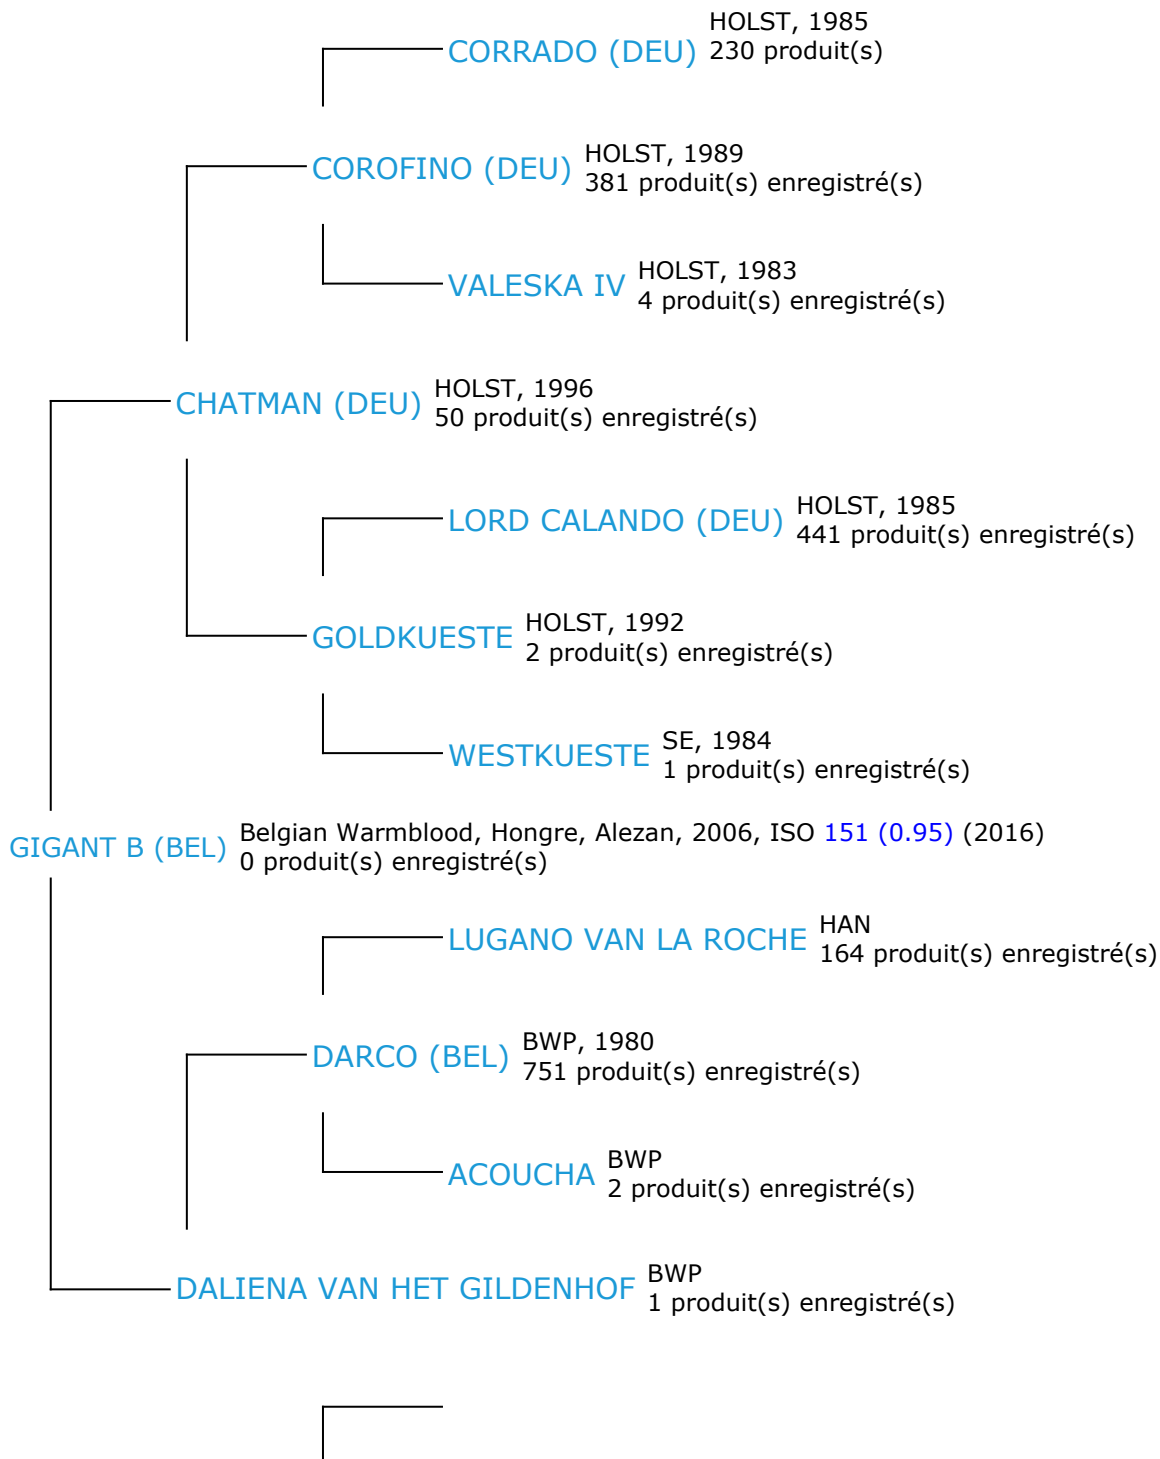 CORRADO (DEU)
HOLST, 1985
230 produit(s)
COROFINO (DEU)
HOLST, 1989
381 produit(s) enregistré(s)
VALESKA IV
HOLST, 1983
4 produit(s) enregistré(s)
CHATMAN (DEU)
HOLST, 1996
50 produit(s) enregistré(s)
LORD CALANDO (DEU)
HOLST, 1985
441 produit(s) enregistré(s)
GOLDKUESTE
HOLST, 1992
2 produit(s) enregistré(s)
WESTKUESTE
SE, 1984
1 produit(s) enregistré(s)
GIGANT B (BEL)
Belgian Warmblood, Hongre, Alezan, 2006, ISO 151 (0.95) (2016)
0 produit(s) enregistré(s)
LUGANO VAN LA ROCHE
HAN
164 produit(s) enregistré(s)
DARCO (BEL)
BWP, 1980
751 produit(s) enregistré(s)
ACOUCHA
BWP
2 produit(s) enregistré(s)
DALIENA VAN HET GILDENHOF
BWP
1 produit(s) enregistré(s)